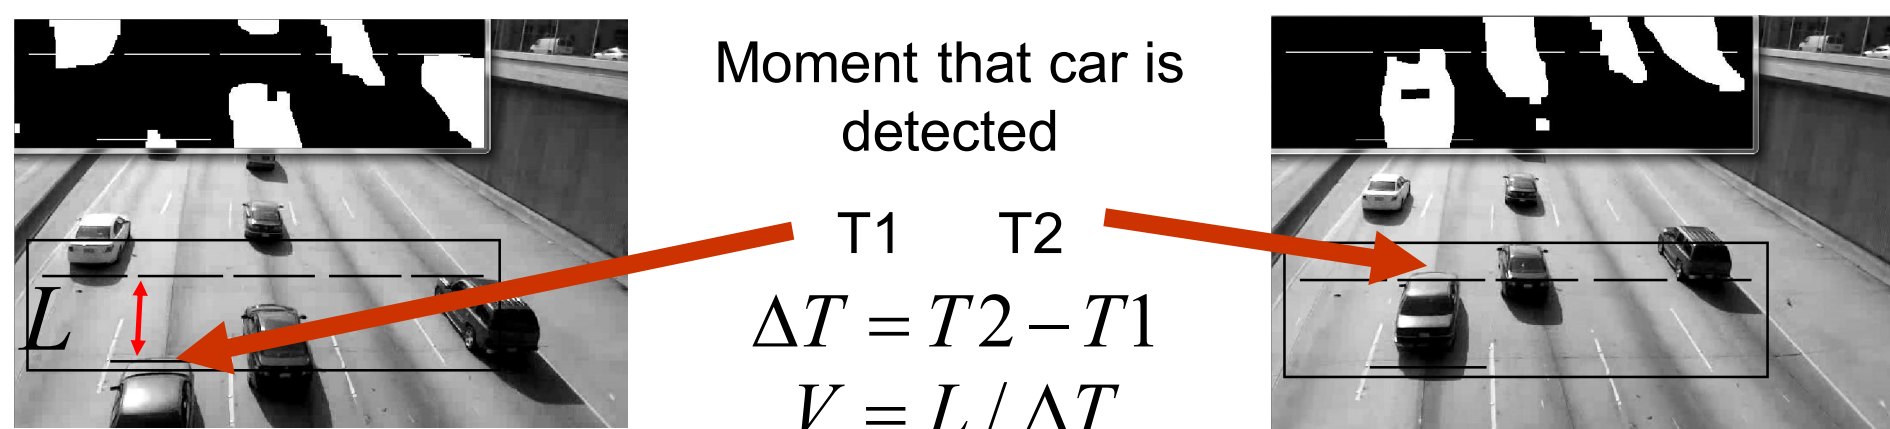 Moment that car is
detected
T1 T2
L
ΔT = T2 – T1
V = L / ΔT